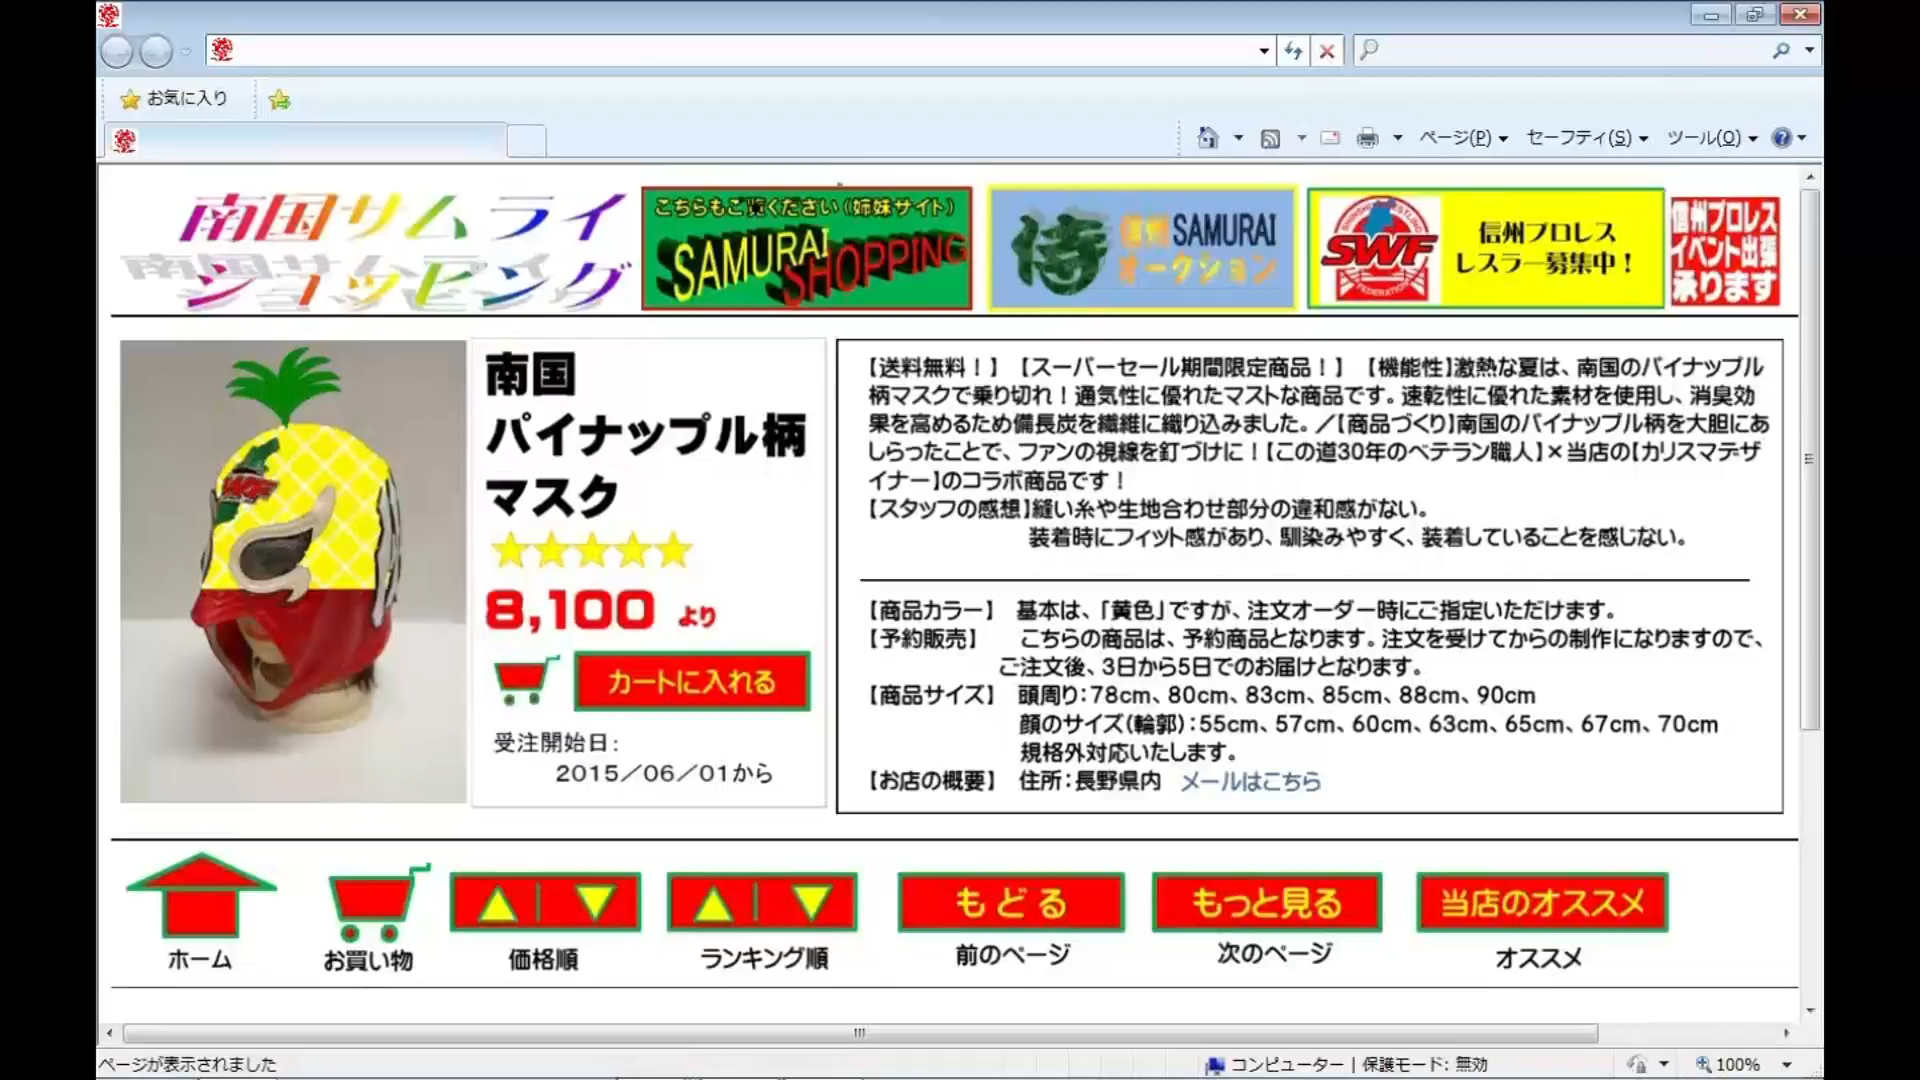 お気に入り
ページ(P)
セーフティ(S)
ツール(O)
南国サムライ
ショッピング
こちらもご覧ください(姉妹サイト)
SAMURAI
SHOPPING
侍
信州SAMURAI
オークション
SWF
FEDERATION
信州プロレス
レスラー募集中！
信州プロレス
イベント出張
承ります
南国
パイナップル柄
マスク
★★★★★
8,100 より
カートに入れる
受注開始日：
2015／06／01から
【送料無料！】【スーパーセール期間限定商品！】【機能性】激熱な夏は、南国のパイナップル
柄マスクで乗り切れ！通気性に優れたマストな商品です。速乾性に優れた素材を使用し、消臭効
果を高めるため備長炭を繊維に織り込みました。／【商品づくり】南国のパイナップル柄を大胆にあ
しらったことで、ファンの視線を釘づけに！【この道30年のベテラン職人】×当店の【カリスマデザ
イナー】のコラボ商品です！
【スタッフの感想】縫い糸や生地合わせ部分の違和感がない。
装着時にフィット感があり、馴染みやすく、装着していることを感じない。
【商品カラー】 基本は、「黄色」ですが、注文オーダー時にご指定いただけます。
【予約販売】 こちらの商品は、予約商品となります。注文を受けてからの制作になりますので、
ご注文後、3日から5日でのお届けとなります。
【商品サイズ】 頭周り：78cm、80cm、83cm、85cm、88cm、90cm
顔のサイズ（輪郭）：55cm、57cm、60cm、63cm、65cm、67cm、70cm
規格外対応いたします。
【お店の概要】 住所：長野県内 メールはこちら
もどる
もっと見る
当店のオススメ
ホーム
お買い物
価格順
ランキング順
前のページ
次のページ
オススメ
ページが表示されました
コンピューター | 保護モード: 無効
100%